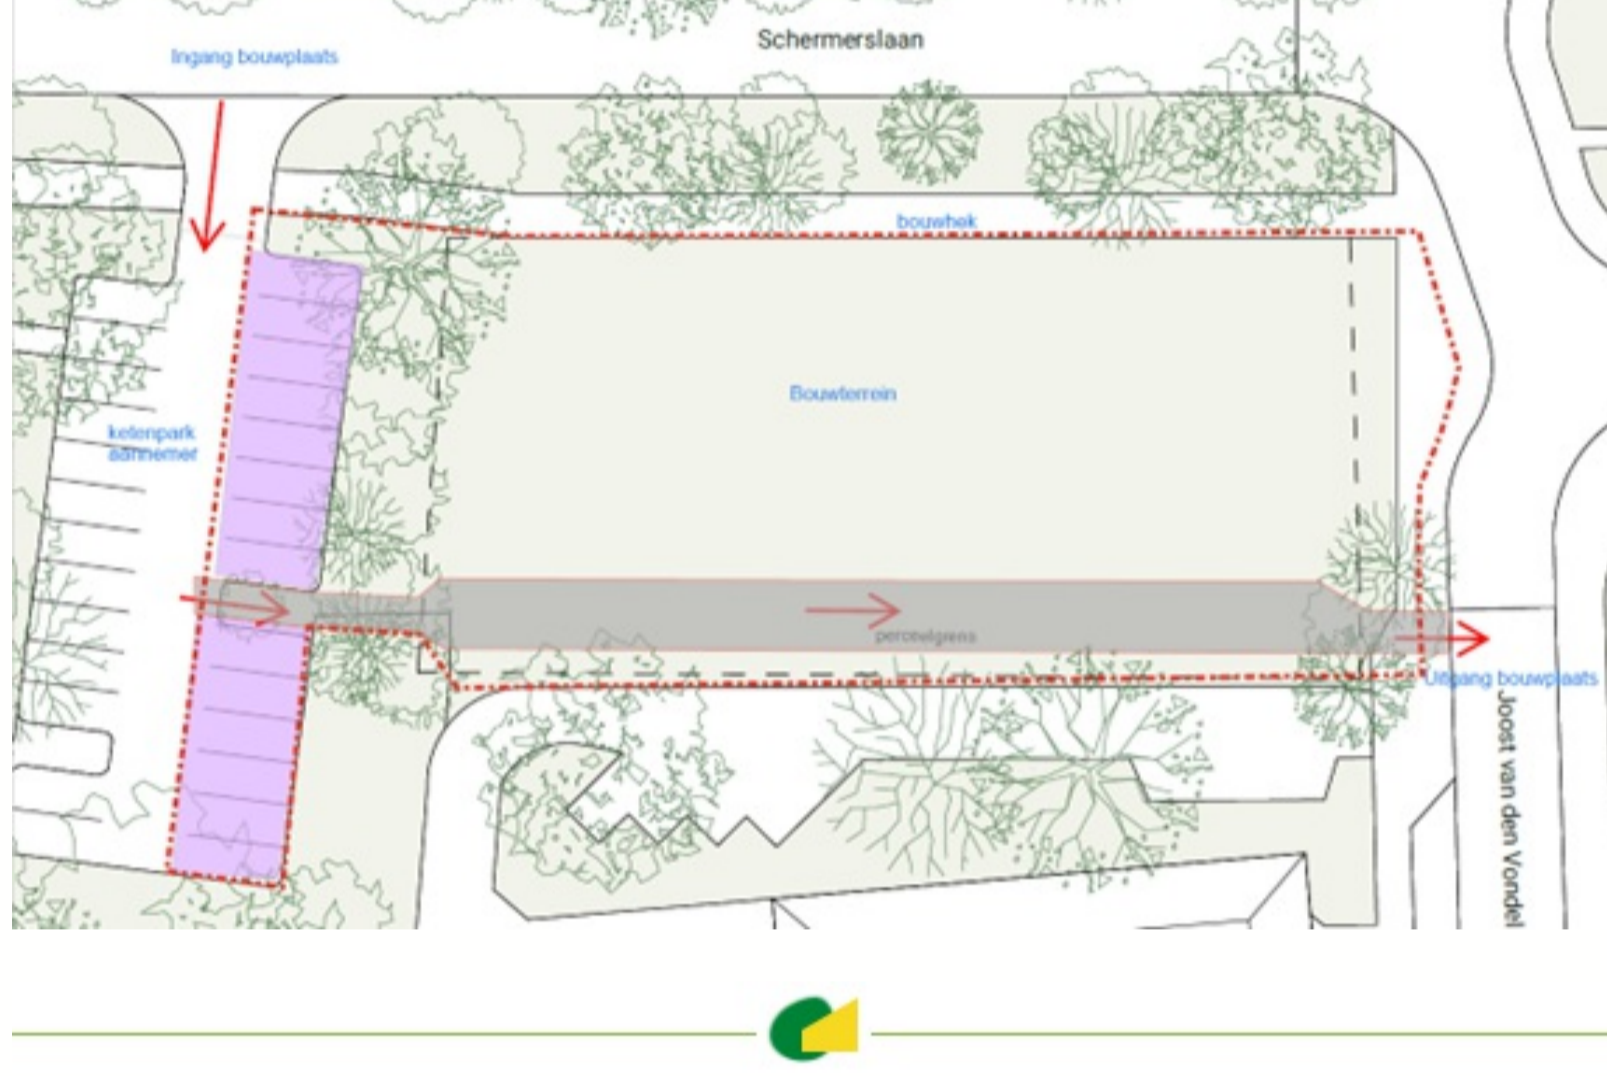 Schermerslaan
Ingang bouwplaats
bouwhek
Bouwterrein
ketenpark
aannemer
perceelgrens
Uitgang bouwplaats
Joost van den Vondel